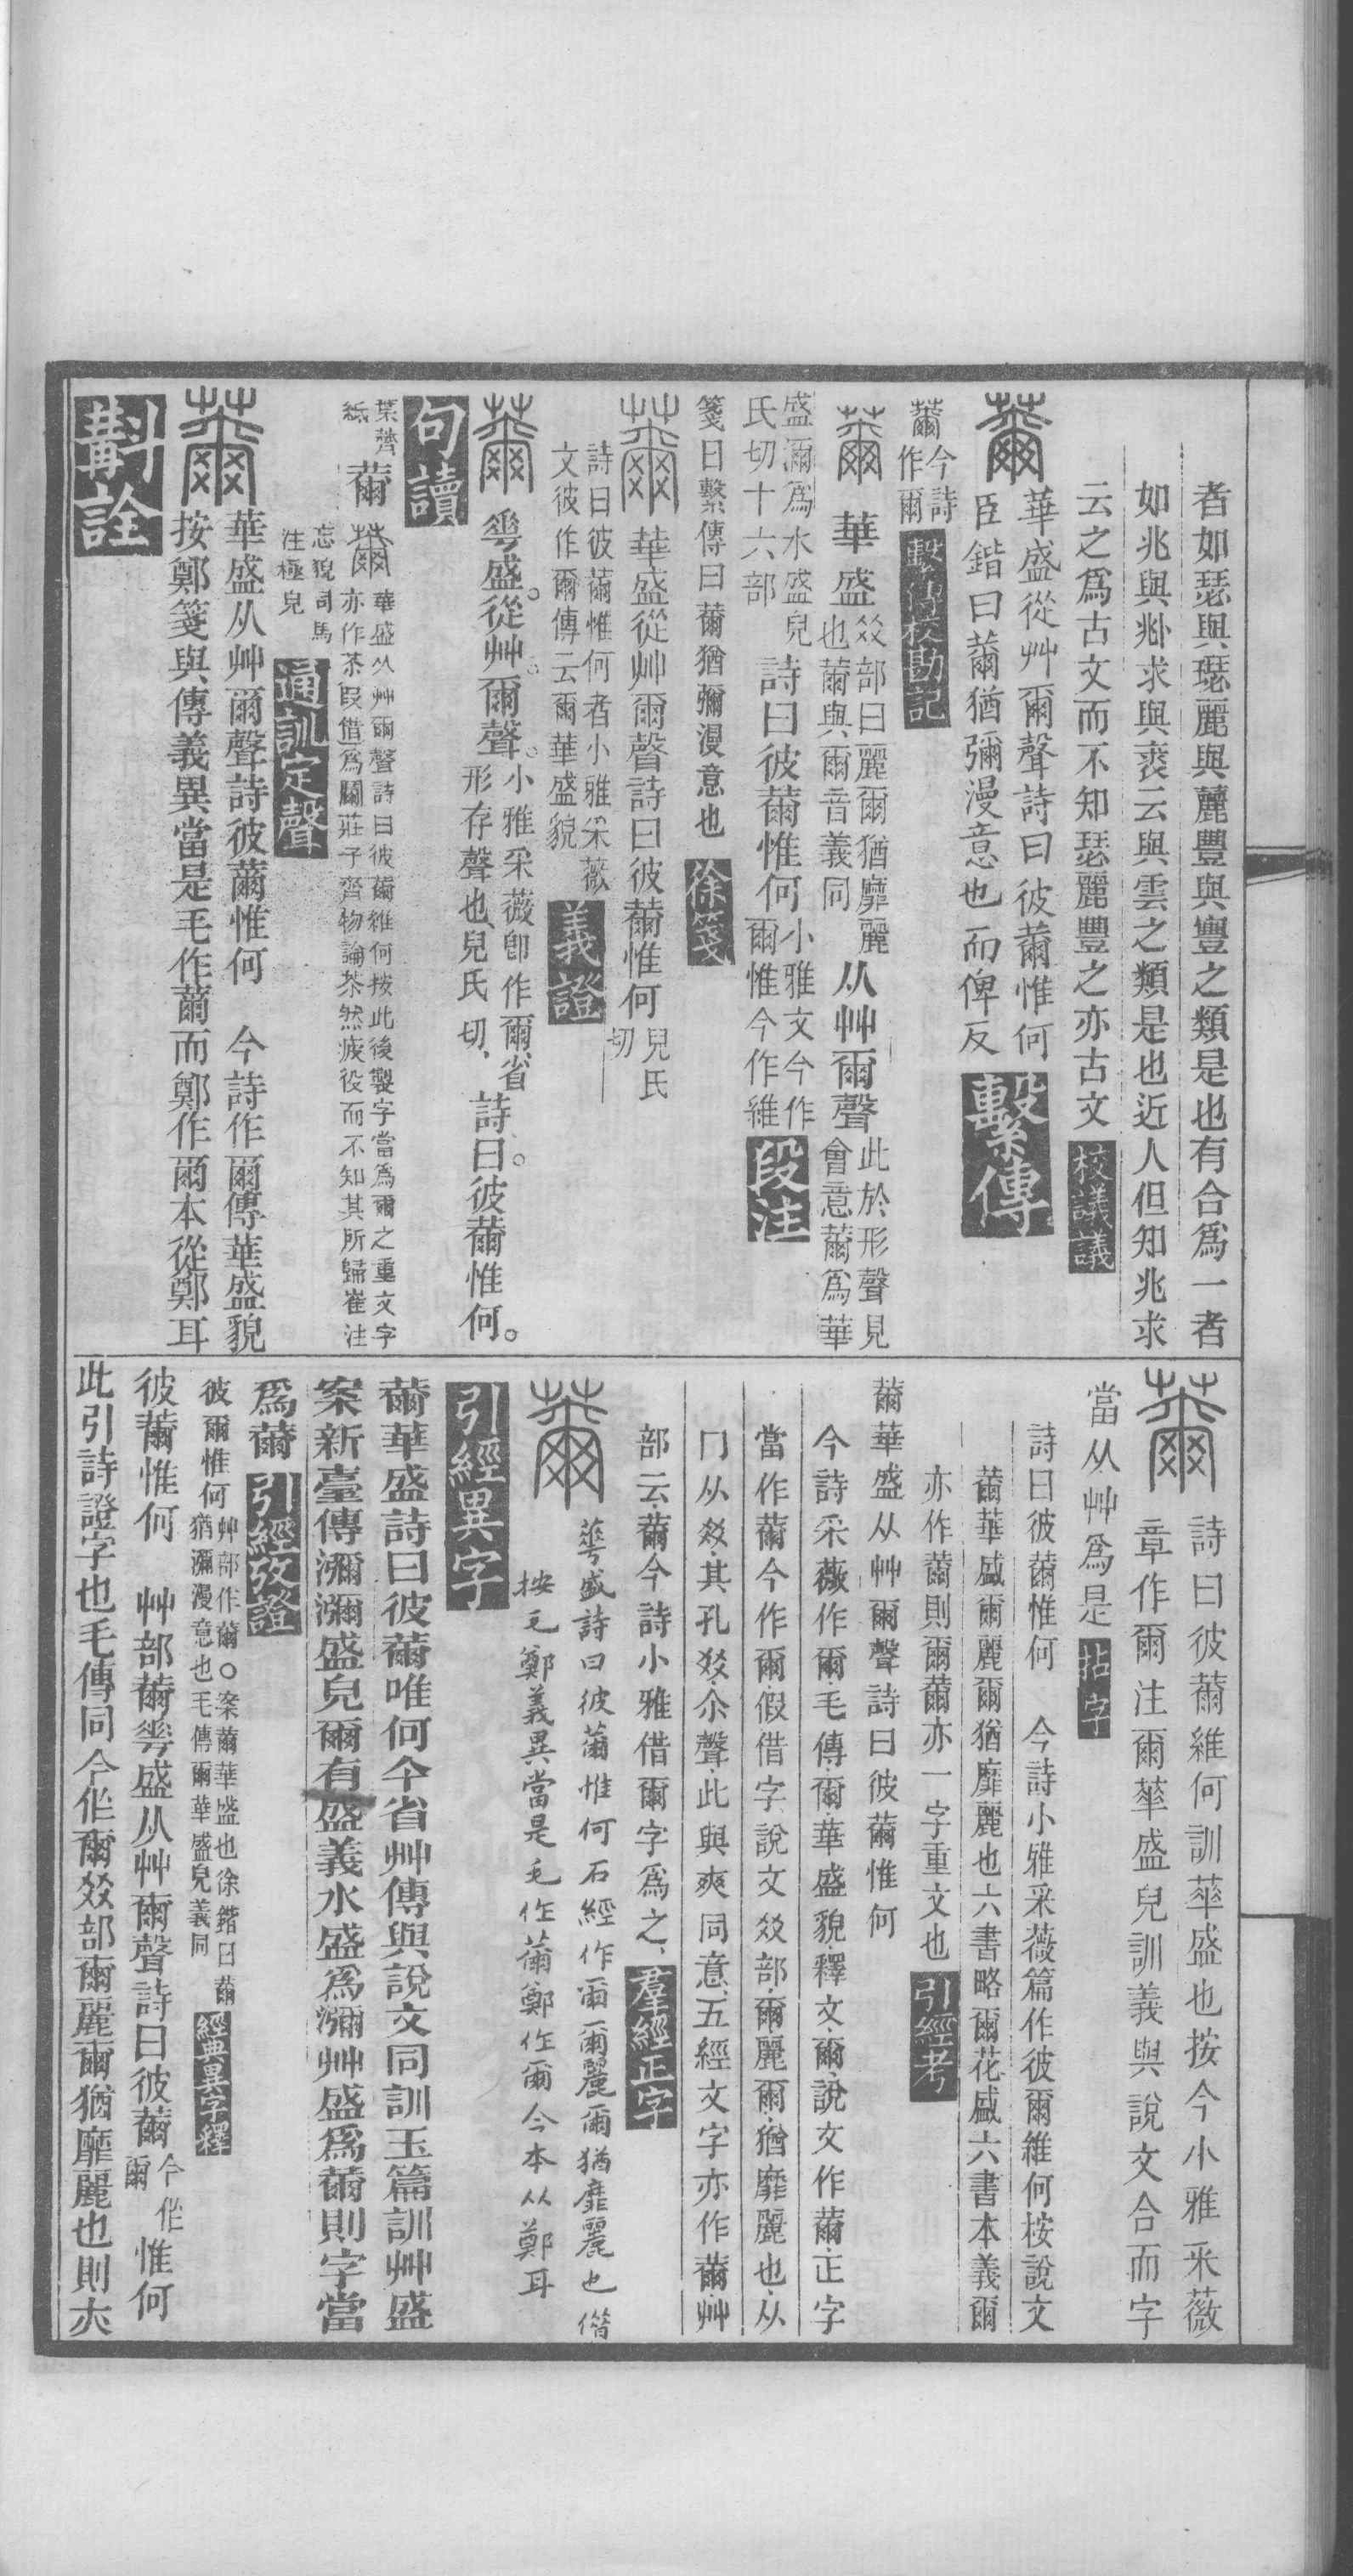 者如瑟與璱麗與䕻豐與寷之類是也有合爲一者
如兆與𠧞求與裘云與雲之類是也近人但知兆求
云之爲古文而不知瑟麗豐之亦古文 校議議
薾 華盛從艸爾聲詩曰彼薾惟何
臣鍇曰薾猶彌漫意也而俾反 繫傳
薾今詩
作爾 繫傳校勘記
薾 華盛 㸚部曰麗爾猶靡麗
也薾與爾音義同 从艸爾聲 此於形聲見
會意薾爲華
盛濔爲水盛皃
氏切十六部 詩曰彼薾惟何 小雅文今作
爾惟今作維 段注
箋曰繫傳曰薾猶彌漫意也 徐箋
薾 華盛從艸爾聲詩曰彼薾惟何 兒氏
切
詩曰彼薾惟何者小雅采薇
文彼作爾傳云爾華盛貌 義證
薾 㠭盛。從艸。爾聲。 小雅采薇卽作爾省
形存聲也、兒氏切、 詩曰。彼薾惟何。
句讀
薾 華盛从艸爾聲詩曰彼薾維何按此後製字當爲爾之重文字
亦作苶叚借爲闌莊子齊物論苶然疲役而不知其所歸崔注
忘貌司馬
注極皃 通訓定聲
薾 華盛从艸爾聲詩彼薾惟何 今詩作爾傳華盛貌
按鄭箋與傳義異當是毛作薾而鄭作爾本從鄭耳
斠詮
薾 詩曰彼薾維何訓華盛也按今小雅采薇
章作爾注爾華盛皃訓義與說文合而字
當从艸爲是 拈字
詩曰彼薾惟何 今詩小雅采薇篇作彼爾維何桉說文
薾華盛爾麗爾猶靡麗也六書略爾花盛六書本義爾
亦作薾則爾薾亦一字重文也 引經考
薾華盛从艸爾聲詩曰彼薾惟何
今詩采薇作爾毛傳爾華盛貌釋文爾說文作薾正字
當作薾今作爾假借字、說文㸚部爾麗爾猶靡麗也从
冂从㸚其孔㸚尒聲此與爽同意、五經文字亦作薾艸
部云薾今詩小雅借爾字爲之、 羣經正字
薾 華盛詩曰彼薾惟何石經作爾爾麗爾猶靡麗也偺
按毛鄭義異當是毛作薾鄭作爾今本从鄭耳
引經異字
薾華盛詩曰彼薾唯何今省艸傳與說文同訓玉篇訓艸盛
案新臺傳瀰瀰盛皃爾有盛義水盛爲瀰艸盛爲薾則字當
爲薾 引經攷證
彼爾惟何 艸部作薾○案薾華盛也徐鍇曰薾
猶瀰漫意也毛傳爾華盛皃義同 經典異字釋
彼薾惟何 艸部薾華盛从艸爾聲詩曰彼薾 今作
爾 惟何
此引詩證字也毛傳同今作爾㸚部爾麗爾猶靡麗也則亦